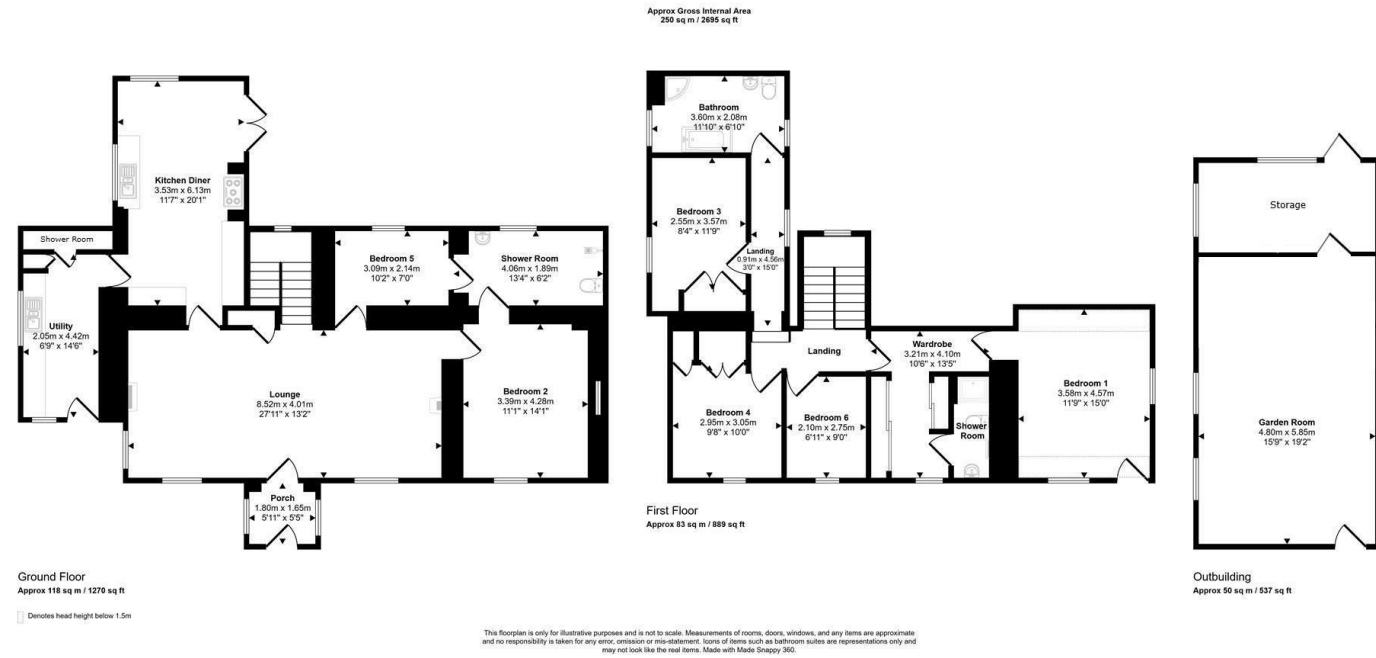 Approx Gross Internal Area
250 sq m / 2695 sq ft
Kitchen Diner
3.53m x 6.13m
11'7" x 20'1"
Shower Room
Utility
2.05m x 4.42m
6'9" x 14'6"
Bedroom 5
3.09m x 2.14m
10'2" x 7'0"
Shower Room
4.06m x 1.89m
13'4" x 6'2"
Lounge
8.52m x 4.01m
27'11" x 13'2"
Bedroom 2
3.39m x 4.28m
11'1" x 14'1"
Porch
1.80m x 1.65m
5'11" x 5'5"
Ground Floor
Approx 118 sq m / 1270 sq ft
Denotes head height below 1.5m
Bathroom
3.60m x 2.08m
11'10" x 6'10"
Bedroom 3
2.55m x 3.57m
8'4" x 11'9"
Landing
0.91m x 4.56m
3'0" x 15'0"
Landing
Wardrobe
3.21m x 4.10m
10'6" x 13'5"
Bedroom 1
3.58m x 4.57m
11'9" x 15'0"
Bedroom 4
2.95m x 3.05m
9'8" x 10'0"
Bedroom 6
2.10m x 2.75m
6'11" x 9'0"
Shower
Room
First Floor
Approx 83 sq m / 889 sq ft
Storage
Garden Room
4.80m x 5.85m
15'9" x 19'2"
Outbuilding
Approx 50 sq m / 537 sq ft
This floorplan is only for illustrative purposes and is not to scale. Measurements of rooms, doors, windows, and any items are approximate
and no responsibility is taken for any error, omission or mis-statement. Icons of items such as bathroom suites are representations only and
may not look like the real items. Made with Made Snappy 360.